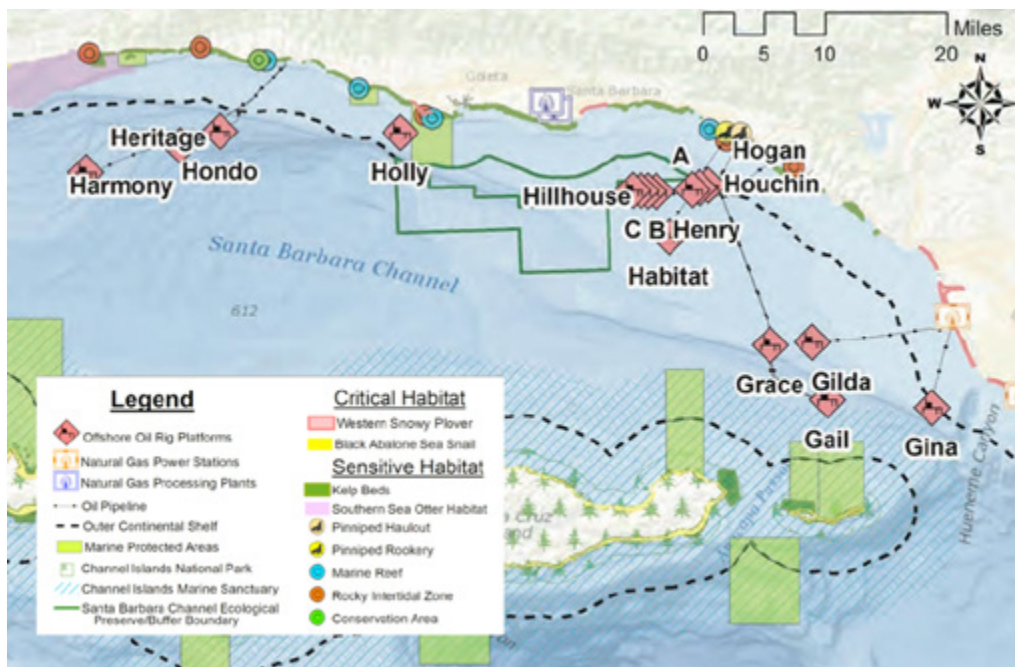 Miles
0 5 10 20
N
W E
S
Goleta
Santa Barbara
Heritage
Harmony
Hondo
Holly
A
Hogan
Hillhouse
Houchin
C B Henry
Habitat
Santa Barbara Channel
612
Grace
Gilda
Gail
Gina
Hueneme Canyon
Legend
Offshore Oil Rig Platforms
Natural Gas Power Stations
Natural Gas Processing Plants
Oil Pipeline
Outer Continental Shelf
Marine Protected Areas
Channel Islands National Park
Channel Islands Marine Sanctuary
Santa Barbara Channel Ecological
Preserve/Buffer Boundary
Critical Habitat
Western Snowy Plover
Black Abalone Sea Snail
Sensitive Habitat
Kelp Beds
Southern Sea Otter Habitat
Pinniped Haulout
Pinniped Rookery
Marine Reef
Rocky Intertidal Zone
Conservation Area